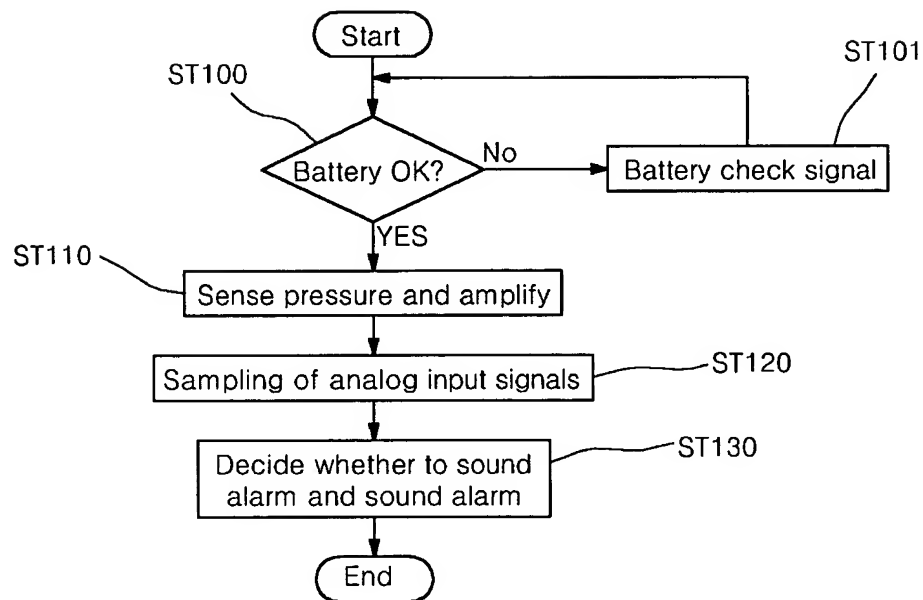 Start
ST101
ST100
Battery OK?
No
Battery check signal
YES
ST110
Sense pressure and amplify
Sampling of analog input signals
ST120
Decide whether to sound
alarm and sound alarm
ST130
End